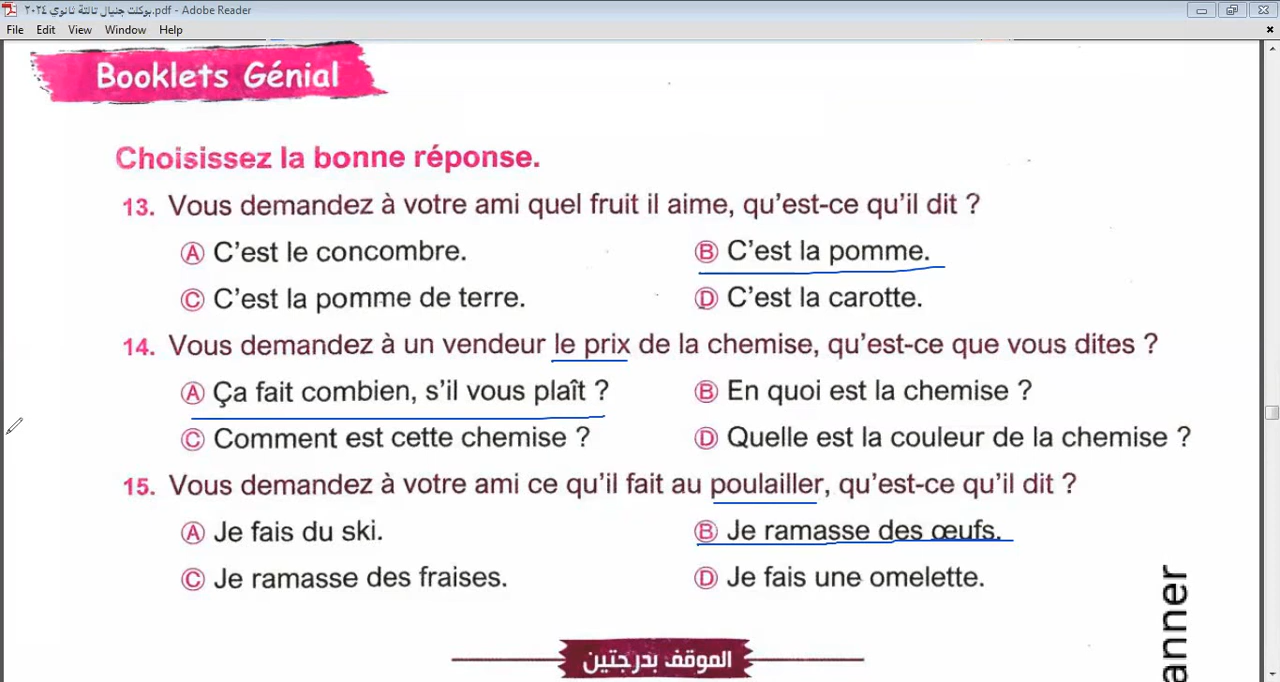 بوكلت جنيال تالتة ثانوي ٢٠٢٤.pdf - Adobe Reader
File Edit View Window Help
Booklets Génial
Choisissez la bonne réponse.
13. Vous demandez à votre ami quel fruit il aime, qu'est-ce qu'il dit ?
A C'est le concombre. B C'est la pomme.
C C'est la pomme de terre. D C'est la carotte.
14. Vous demandez à un vendeur le prix de la chemise, qu'est-ce que vous dites ?
A Ça fait combien, s'il vous plaît ? B En quoi est la chemise ?
C Comment est cette chemise ? D Quelle est la couleur de la chemise ?
15. Vous demandez à votre ami ce qu'il fait au poulailler, qu'est-ce qu'il dit ?
A Je fais du ski. B Je ramasse des œufs.
C Je ramasse des fraises. D Je fais une omelette.
anner
الموقف بدرجتين